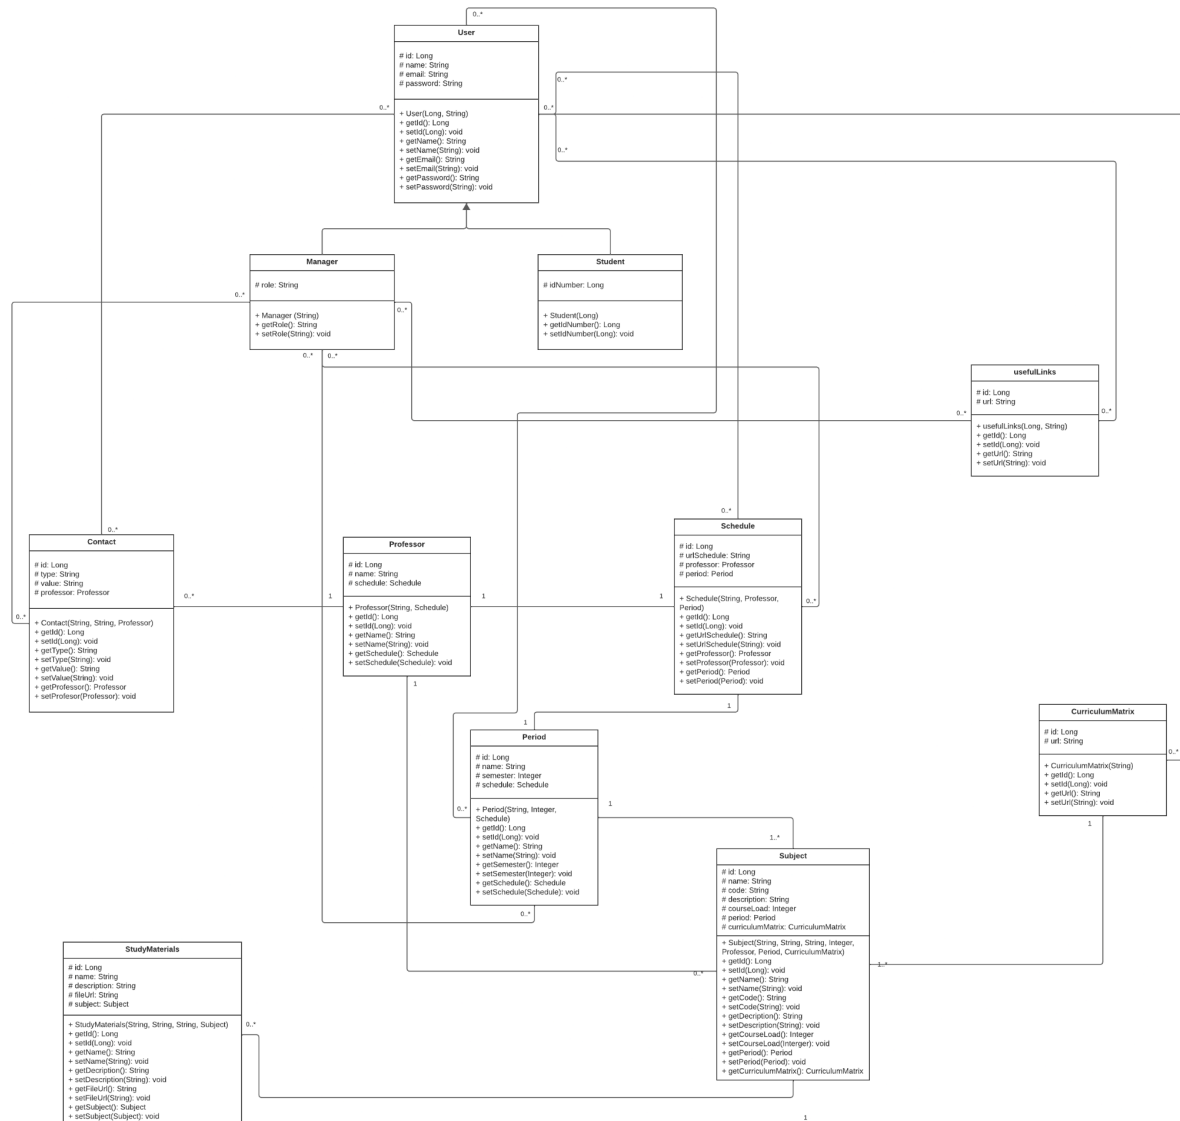 0..*
User
# id: Long
# name: String
# email: String
# password: String
0..*
0..*
0..*
+ User(Long, String)
+ getId(): Long
+ setId(Long): void
+ getName(): String
+ setName(String): void
+ getEmail(): String
+ setEmail(String): void
+ getPassword(): String
+ setPassword(String): void
0..*
Manager
# role: String
+ Manager (String)
+ getRole(): String
+ setRole(String): void
0..*
0..*
0..*
0..*
Student
# idNumber: Long
+ Student(Long)
+ getIdNumber(): Long
+ setIdNumber(Long): void
usefulLinks
# id: Long
# url: String
+ usefulLinks(Long, String)
+ getId(): Long
+ setId(Long): void
+ getUrl(): String
+ setUrl(String): void
0..*
0..*
0..*
Contact
# id: Long
# type: String
# value: String
# professor: Professor
+ Contact(String, String, Professor)
+ getId(): Long
+ setId(Long): void
+ getType(): String
+ setType(String): void
+ getValue(): String
+ setValue(String): void
+ getProfessor(): Professor
+ setProfesor(Professor): void
0..*
0..*
1
Professor
# id: Long
# name: String
# schedule: Schedule
+ Professor(String, Schedule)
+ getId(): Long
+ setId(Long): void
+ getName(): String
+ setName(String): void
+ getSchedule(): Schedule
+ setSchedule(Schedule): void
1
1
1
0..*
Schedule
# id: Long
# urlSchedule: String
# professor: Professor
# period: Period
+ Schedule(String, Professor,
Period)
+ getId(): Long
+ setId(Long): void
+ getUrlSchedule(): String
+ setUrlSchedule(String): void
+ getProfessor(): Professor
+ setProfessor(Professor): void
+ getPeriod(): Period
+ setPeriod(Period): void
0..*
1
1
Period
# id: Long
# name: String
# semester: Integer
# schedule: Schedule
+ Period(String, Integer,
Schedule)
+ getId(): Long
+ setId(Long): void
+ getName(): String
+ setName(String): void
+ getSemester(): Integer
+ setSemester(Integer): void
+ getSchedule(): Schedule
+ setSchedule(Schedule): void
0..*
1
0..*
CurriculumMatrix
# id: Long
# url: String
+ CurriculumMatrix(String)
+ getId(): Long
+ setId(Long): void
+ getUrl(): String
+ setUrl(String): void
0..*
1
1..*
Subject
# id: Long
# name: String
# code: String
# description: String
# courseLoad: Integer
# period: Period
# curriculumMatrix: CurriculumMatrix
+ Subject(String, String, String, Integer,
Professor, Period, CurriculumMatrix)
+ getId(): Long
+ setId(Long): void
+ getName(): String
+ setName(String): void
+ getCode(): String
+ setCode(String): void
+ getDecription(): String
+ setDescription(String): void
+ getCourseLoad(): Integer
+ setCourseLoad(Interger): void
+ getPeriod(): Period
+ setPeriod(Period): void
+ getCurriculumMatrix(): CurriculumMatrix
0..*
1..*
1
StudyMaterials
# id: Long
# name: String
# description: String
# fileUrl: String
# subject: Subject
+ StudyMaterials(String, String, String, Subject)
+ getId(): Long
+ setId(Long): void
+ getName(): String
+ setName(String): void
+ getDecription(): String
+ setDescription(String): void
+ getFileUrl(): String
+ setFileUrl(String): void
+ getSubject(): Subject
+ setSubject(Subject): void
0..*